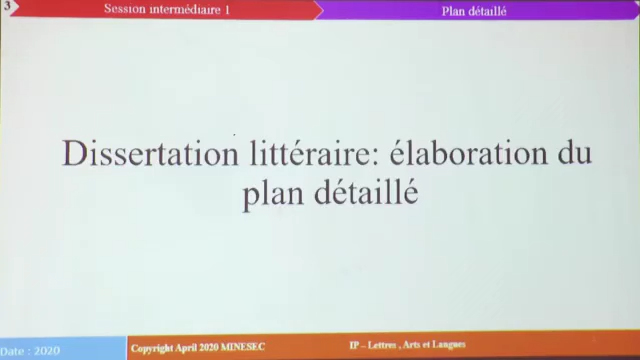 3
Session intermédiaire 1
Plan détaillé
Dissertation littéraire: élaboration du
plan détaillé
Date : 2020
Copyright April 2020 MINESEC
IP – Lettres , Arts et Langues